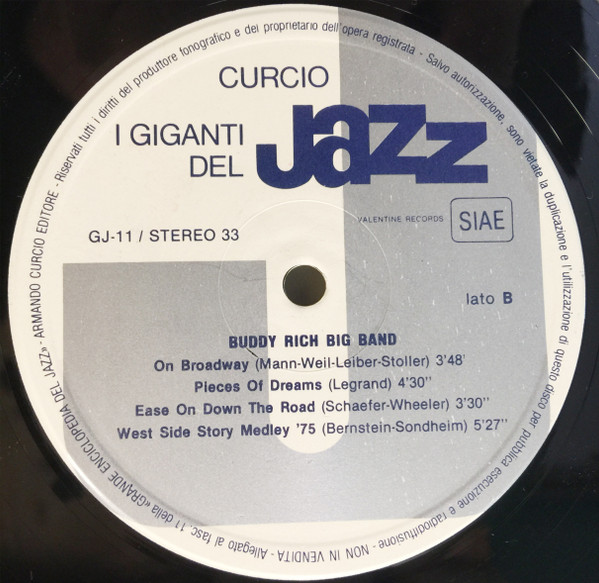 CURCIO
I GIGANTI
DEL
Jazz
GJ-11 / STEREO 33
VALENTINE RECORDS
SIAE
lato B
BUDDY RICH BIG BAND
On Broadway (Mann-Weil-Leiber-Stoller) 3'48'
Pieces Of Dreams (Legrand) 4'30"
Ease On Down The Road (Schaefer-Wheeler) 3'30"
West Side Story Medley '75 (Bernstein-Sondheim) 5'27"
Allegato al fasc. 11 della «GRANDE ENCICLOPEDIA DEL JAZZ» - ARMANDO CURCIO EDITORE - Riservati tutti i diritti del produttore fonografico e del proprietario dell'opera registrata - Salvo autorizzazione, sono vietate la duplicazione e l'utilizzazione di questo disco per pubblica esecuzione e radiodiffusione - NON IN VENDITA -